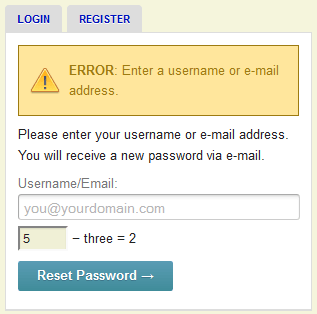 LOGIN REGISTER
ERROR: Enter a username or e-mail
address.
Please enter your username or e-mail address.
You will receive a new password via e-mail.
Username/Email:
you@yourdomain.com
5 − three = 2
Reset Password →